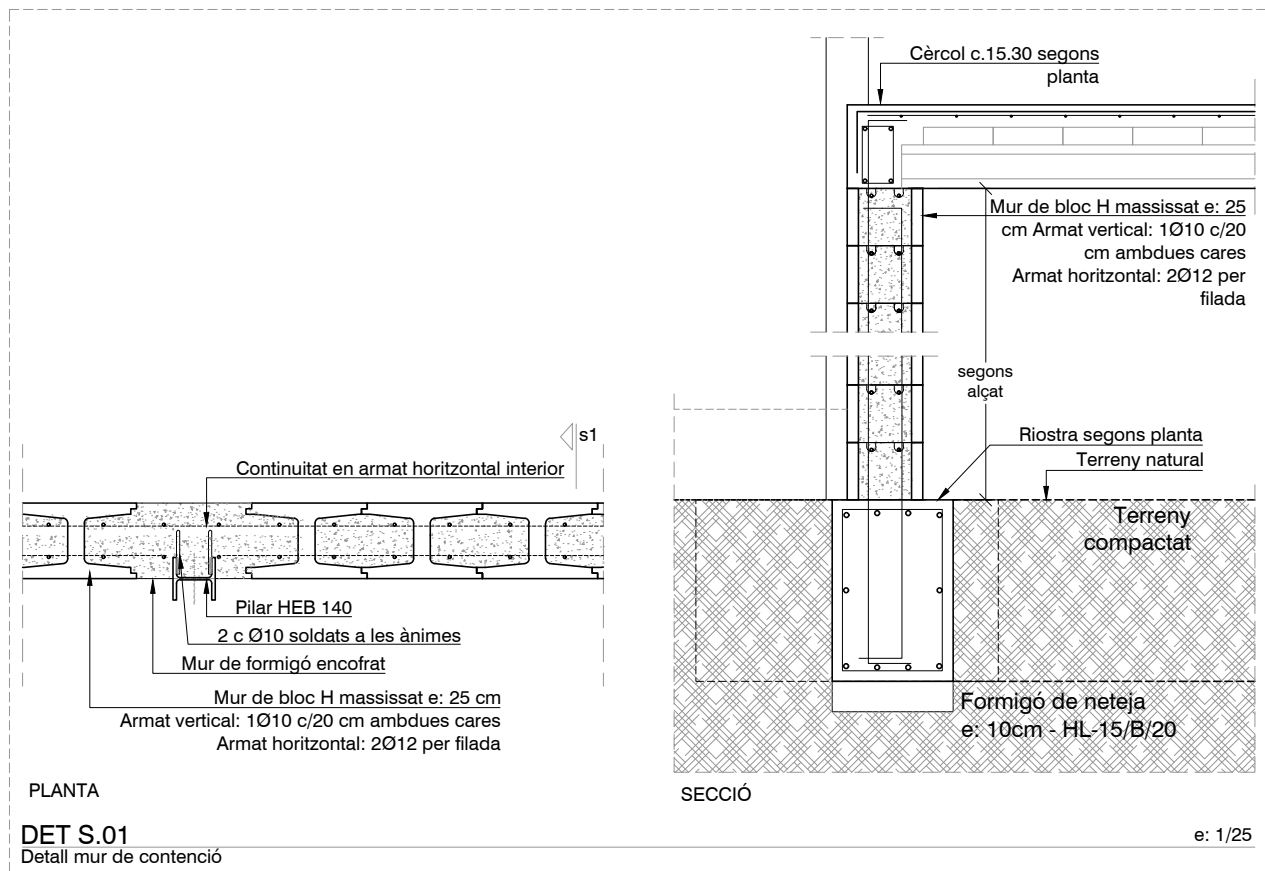 Cèrcol c.15.30 segons
planta
Mur de bloc H massissat e: 25
cm Armat vertical: 1Ø10 c/20
cm ambdues cares
Armat horitzontal: 2Ø12 per
filada
segons
alçat
Riostra segons planta
Terreny natural
Terreny
compactat
Formigó de neteja
e: 10cm - HL-15/B/20
SECCIÓ
s1
Continuitat en armat horitzontal interior
Pilar HEB 140
2 c Ø10 soldats a les ànimes
Mur de formigó encofrat
Mur de bloc H massissat e: 25 cm
Armat vertical: 1Ø10 c/20 cm ambdues cares
Armat horitzontal: 2Ø12 per filada
PLANTA
DET S.01
Detall mur de contenció
e: 1/25